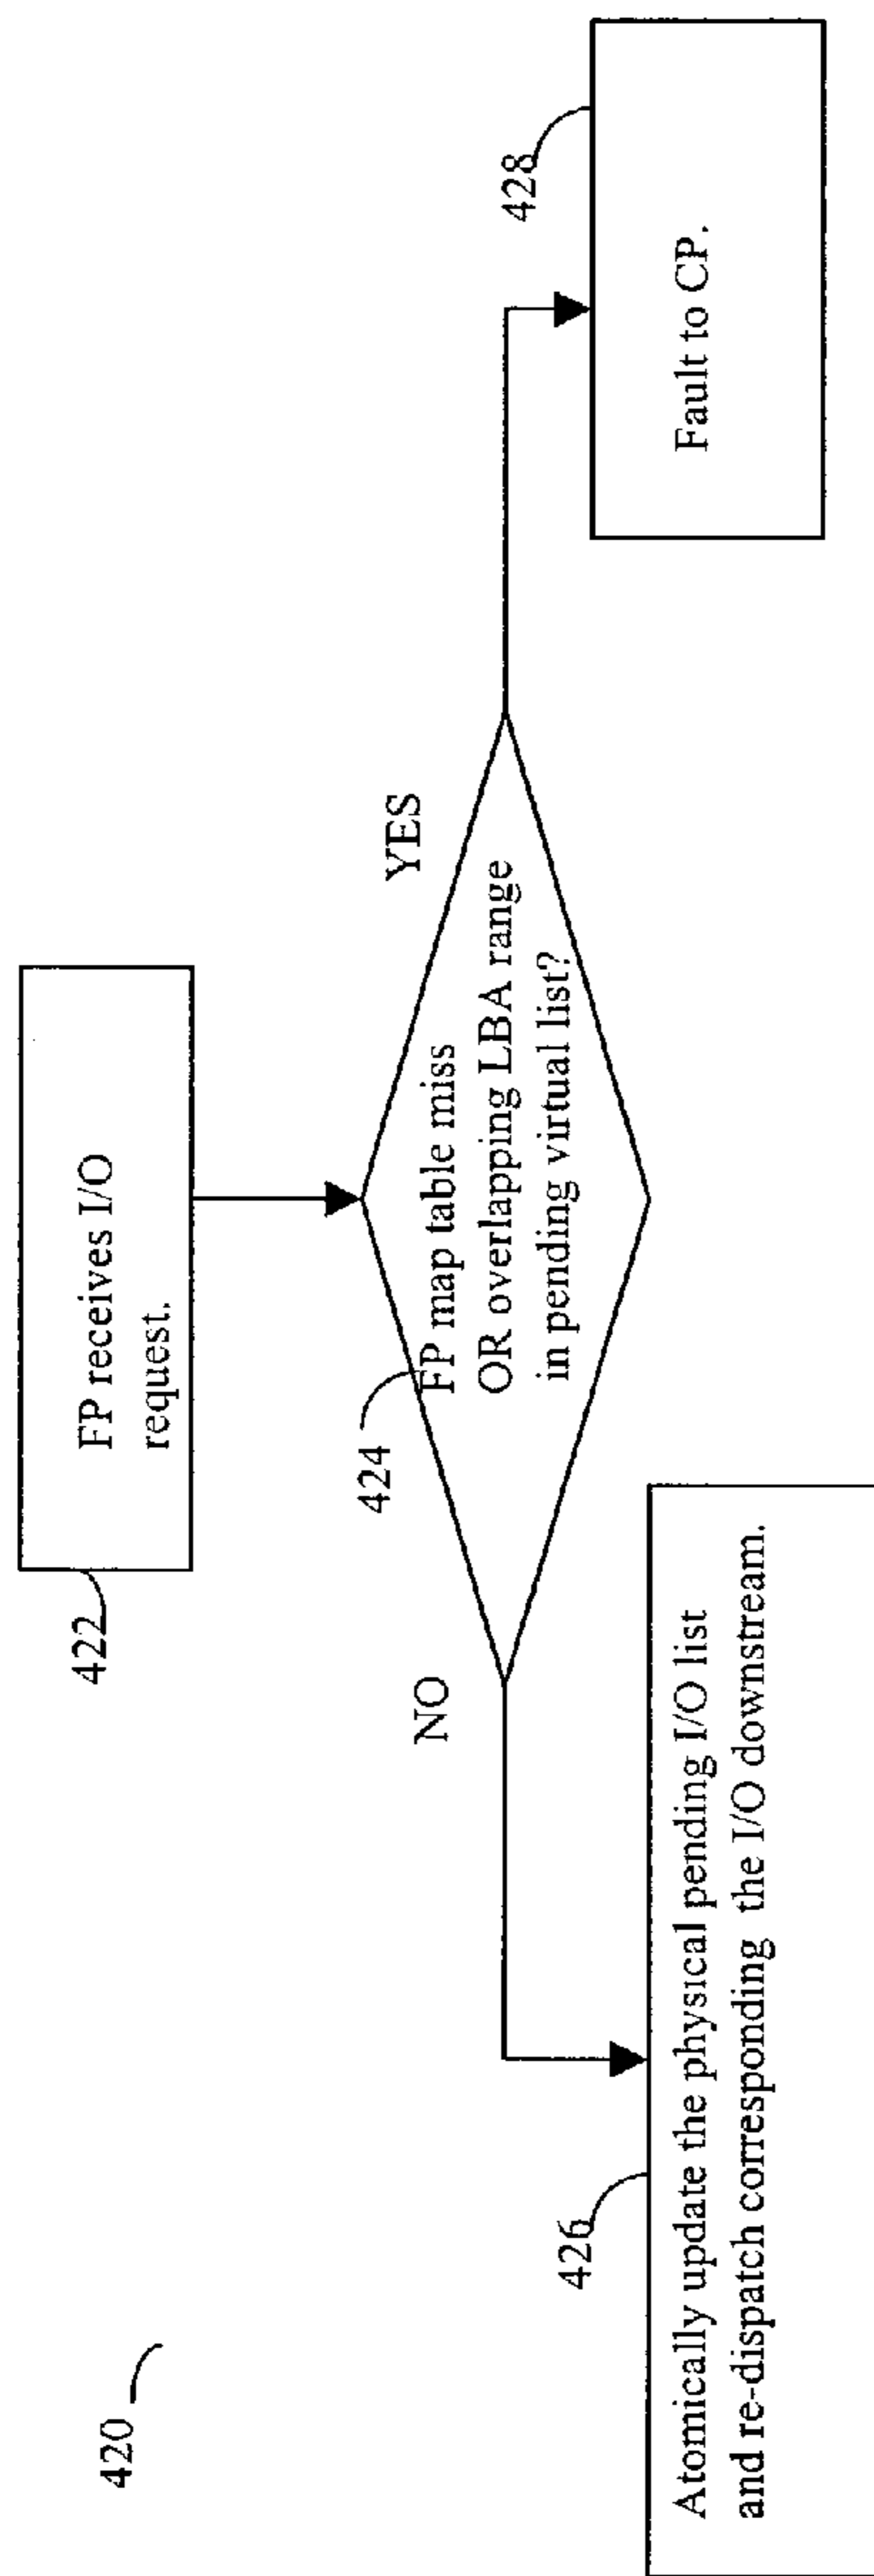 420
422
FP receives I/O
request.
424
FP map table miss
OR overlapping LBA range
in pending virtual list?
NO
YES
426
Atomically update the physical pending I/O list
and re-dispatch corresponding the I/O downstream.
428
Fault to CP.